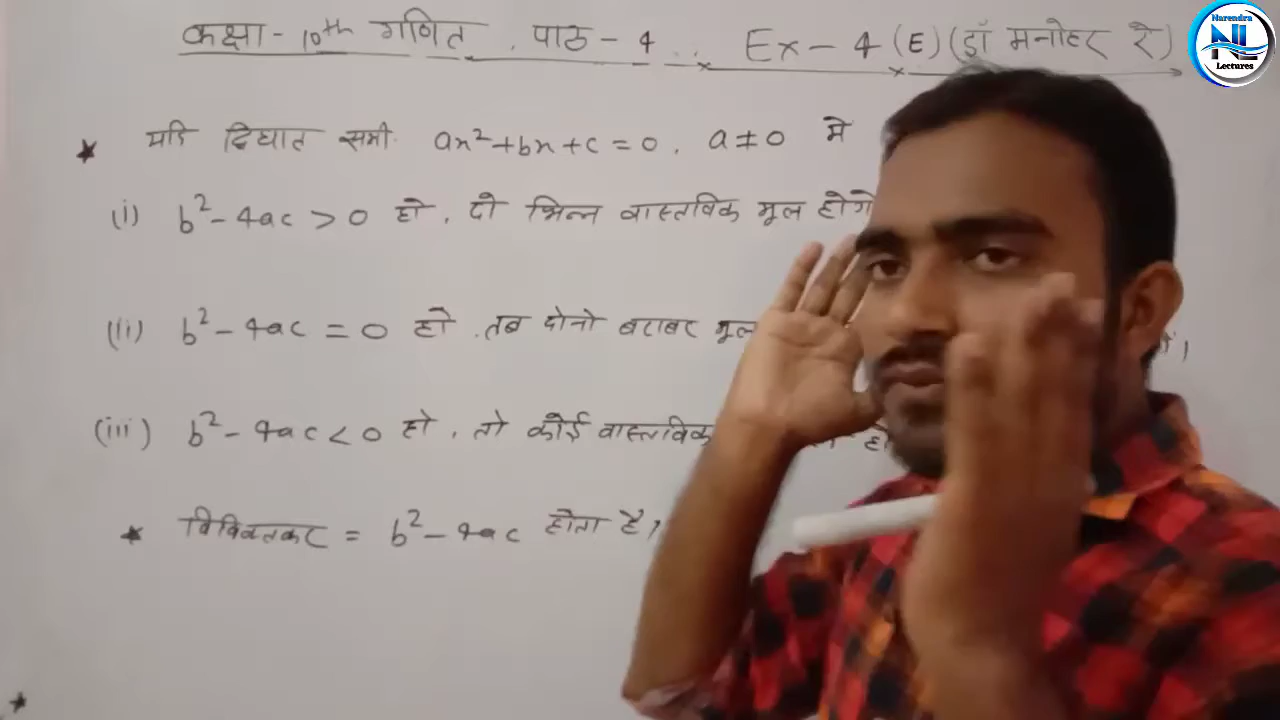 कक्षा - 10th गणित , पाठ - 4 ... Ex - 4 (E) (डॉ मनोहर रे)
Narendra
NL
Lectures
★ यदि द्विघात समी. ax²+bx+c = 0, a ≠ 0 में
(i) b² - 4ac > 0 हो, दो भिन्न वास्तविक मूल होगे
(ii) b² - 4ac = 0 हो, तब दोनो बराबर मूल
(iii) b² - 4ac < 0 हो, तो कोई वास्तविक
★ विविक्तकर = b² - 4ac होता है,
★